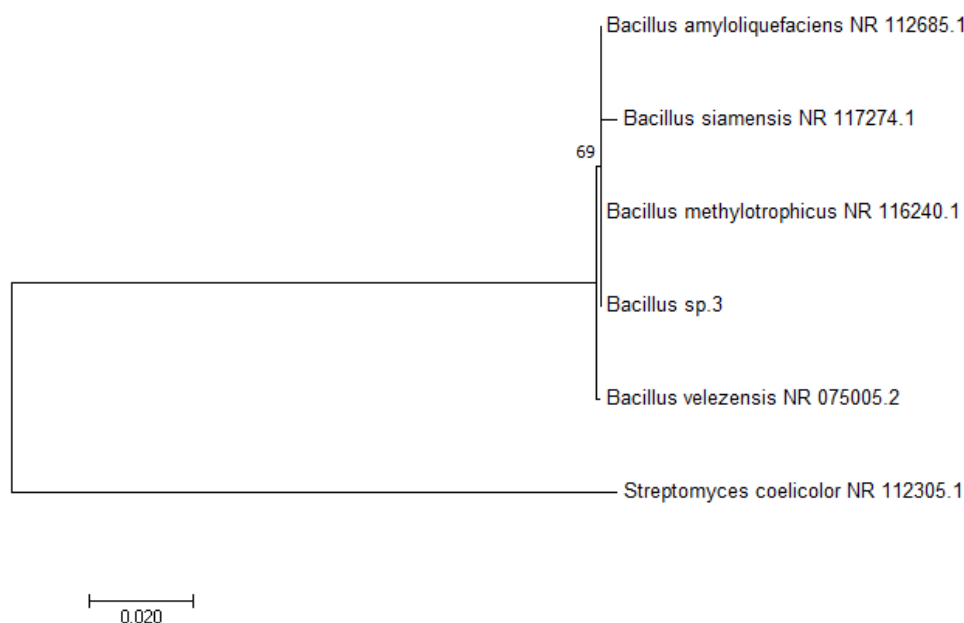 Bacillus amyloliquefaciens NR 112685.1
Bacillus siamensis NR 117274.1
69
Bacillus methylotrophicus NR 116240.1
Bacillus sp.3
Bacillus velezensis NR 075005.2
Streptomyces coelicolor NR 112305.1
0.020